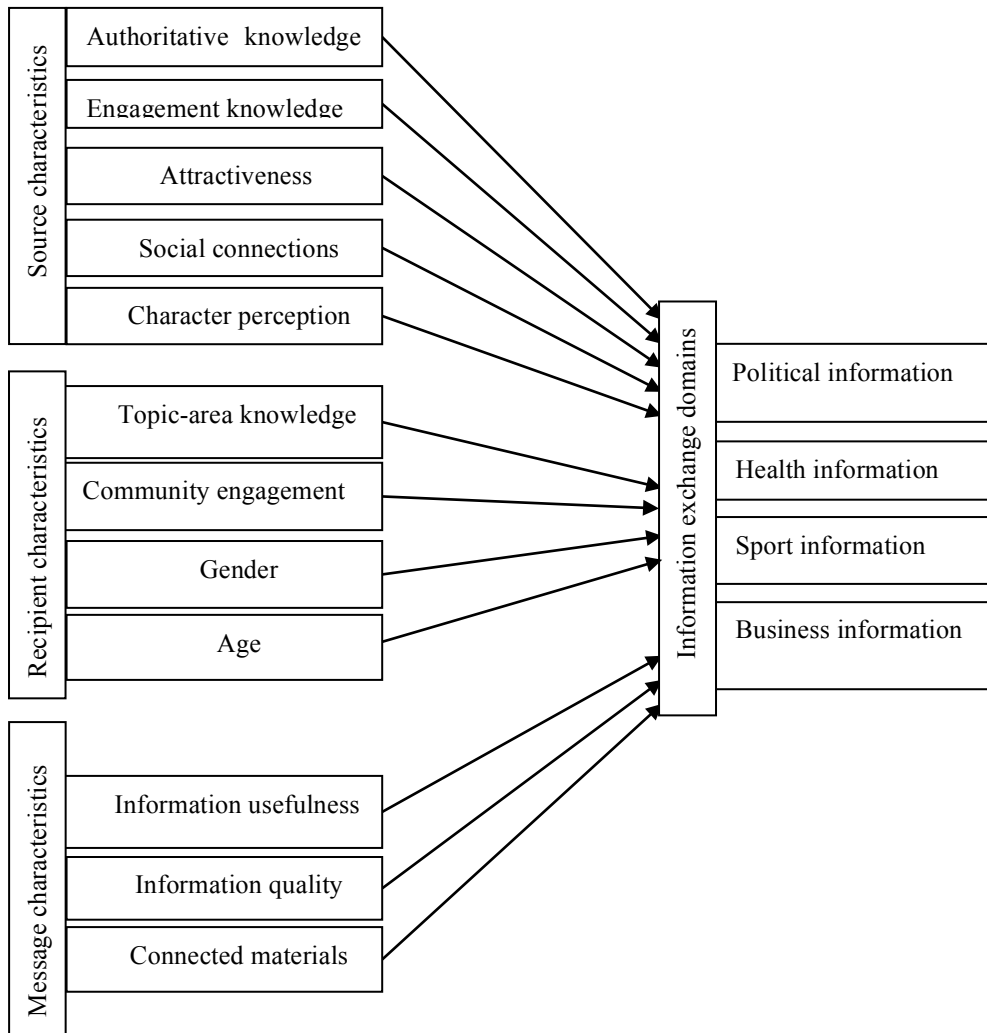 Source characteristics
Authoritative knowledge
Engagement knowledge
Attractiveness
Social connections
Character perception
Recipient characteristics
Topic-area knowledge
Community engagement
Gender
Age
Message characteristics
Information usefulness
Information quality
Connected materials
Information exchange domains
Political information
Health information
Sport information
Business information